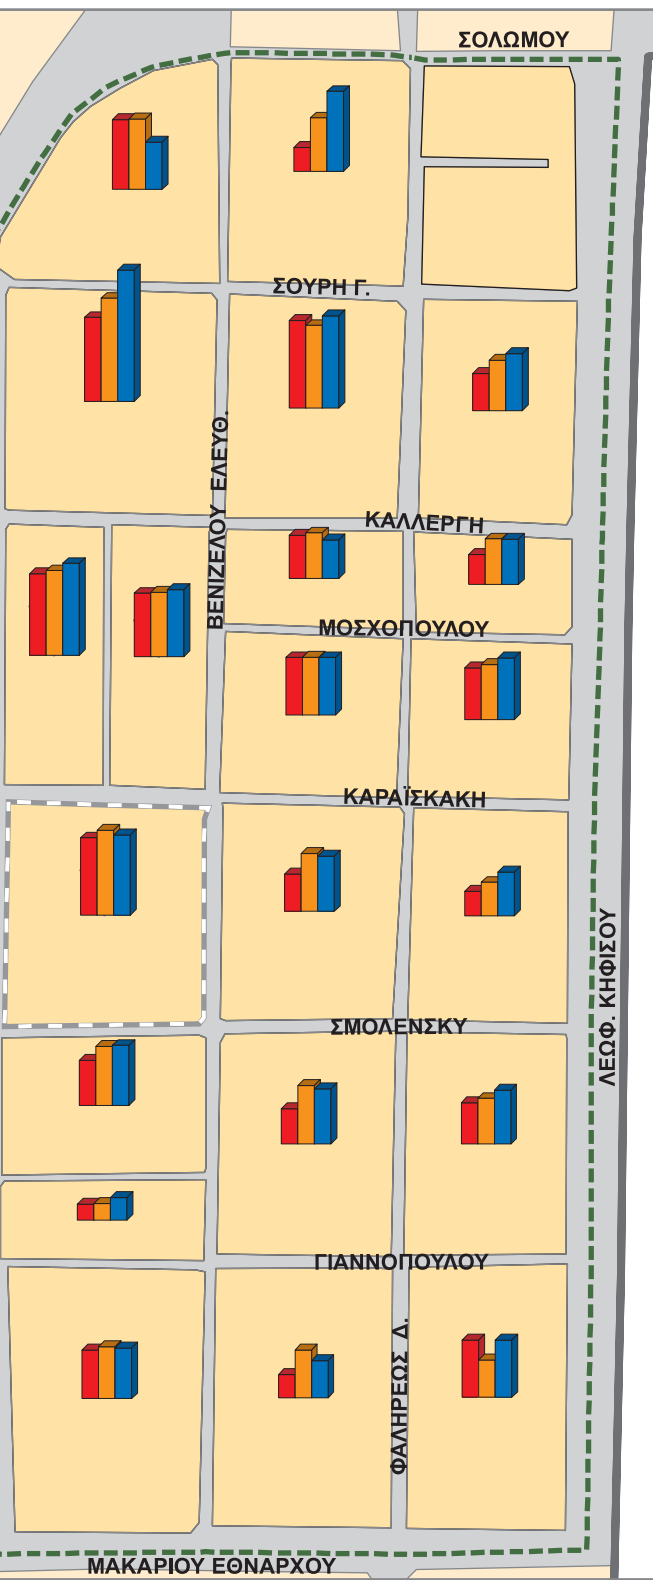 ΣΟΛΩΜΟΥ
ΣΟΥΡΗ Γ.
ΒΕΝΙΖΕΛΟΥ ΕΛΕΥΘ.
ΚΑΛΛΕΡΓΗ
ΜΟΣΧΟΠΟΥΛΟΥ
ΚΑΡΑΪΣΚΑΚΗ
ΛΕΩΦ. ΚΗΦΙΣΟΥ
ΣΜΟΛΕΝΣΚΥ
ΓΙΑΝΝΟΠΟΥΛΟΥ
ΦΑΛΗΡΕΩΣ Δ.
ΜΑΚΑΡΙΟΥ ΕΘΝΑΡΧΟΥ